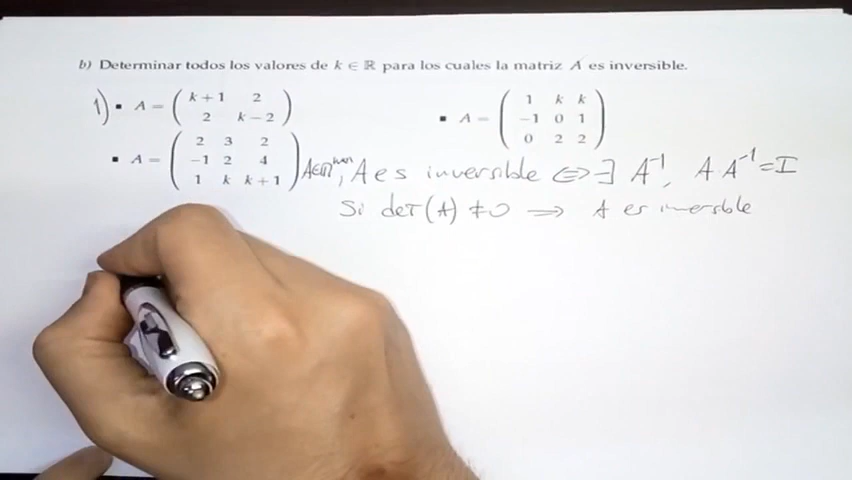 b) Determinar todos los valores de k ∈ ℝ para los cuales la matriz A es inversible.
1) ▪ A = ( k + 1 2
2 k − 2 )
▪ A = ( 1 k k
−1 0 1
0 2 2 )
▪ A = ( 2 3 2
−1 2 4
1 k k + 1 )
A∈ℝⁿˣⁿ, A es inversible ⟺ ∃ A⁻¹, A A⁻¹ = I
Si det(A) ≠ 0 ⟹ A es inversible